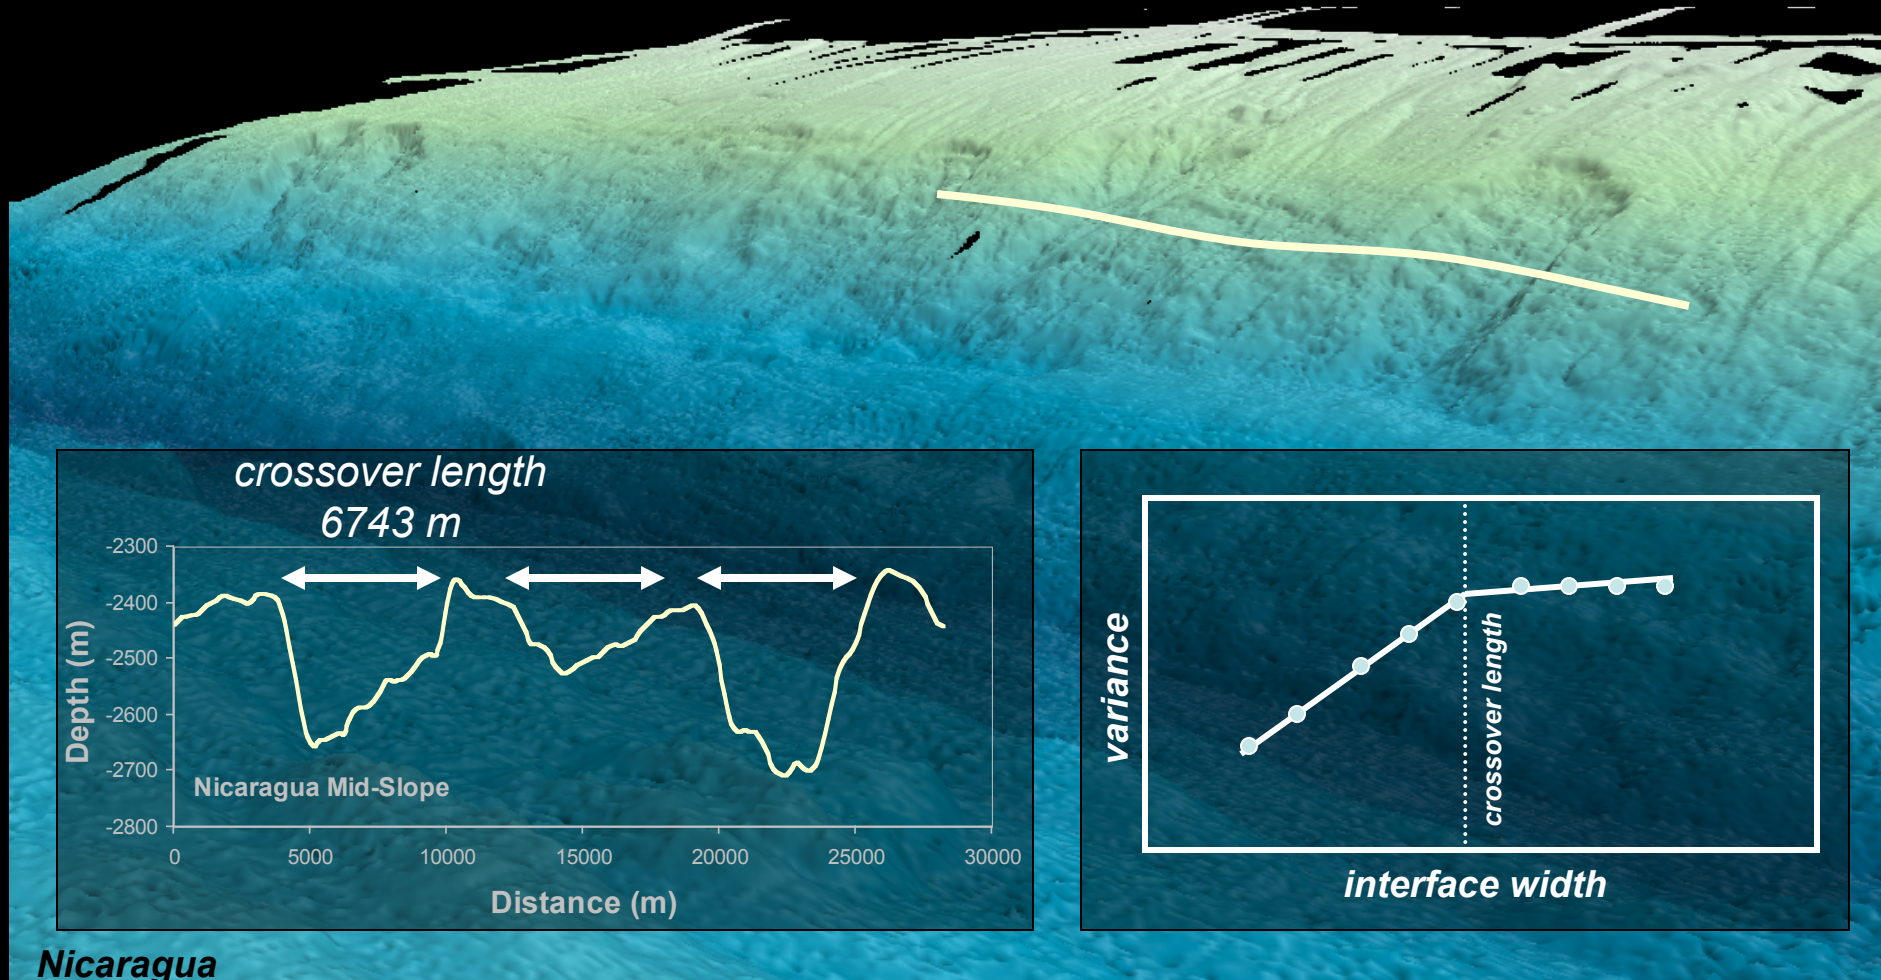 crossover length
6743 m
-2300
-2400
-2500
-2600
-2700
-2800
Depth (m)
Nicaragua Mid-Slope
0 5000 10000 15000 20000 25000 30000
Distance (m)
variance
crossover length
interface width
Nicaragua